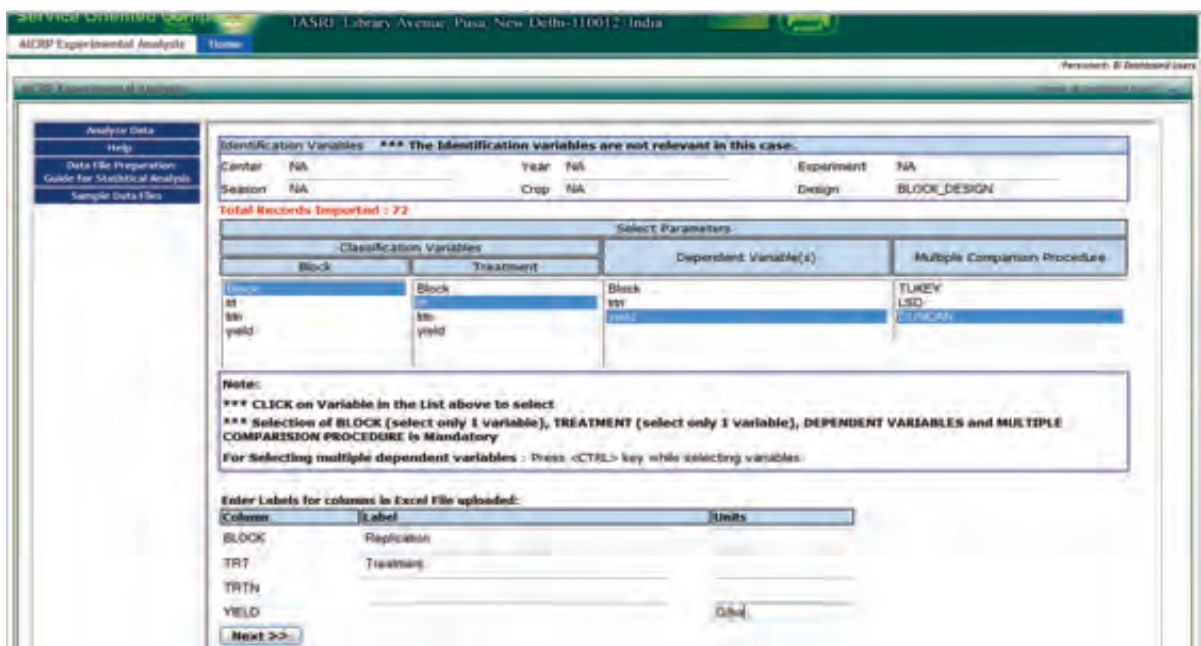 Service Oriented
IASRI, Library Avenue, Pusa, New Delhi-110012, India
AICRP Experimental Analysis Home
AICRP Experimental Analysis
Analyze Data
Help
Data File Preparation
Guide for Statistical Analysis
Sample Data Files
Identification Variables *** The Identification variables are not relevant in this case.
Center NA Year NA Experiment NA
Season NA Crop NA Design BLOCK_DESIGN
Total Records Imported : 72
Select Parameters
Classification Variables Dependent Variable(s) Multiple Comparison Procedure
Block Treatment
Block Block Block TUKEY
trt trt trtn LSD
trtn trtn yield DUNCAN
yield yield
Note:
*** CLICK on Variable in the List above to select
*** Selection of BLOCK (select only 1 variable), TREATMENT (select only 1 variable), DEPENDENT VARIABLES and MULTIPLE
COMPARISION PROCEDURE is Mandatory
For Selecting multiple dependent variables : Press <CTRL> key while selecting variables
Enter Labels for columns in Excel File uploaded:
Column Label Units
BLOCK Replication
TRT Treatment
TRTN
YIELD Q/ha
Next >>